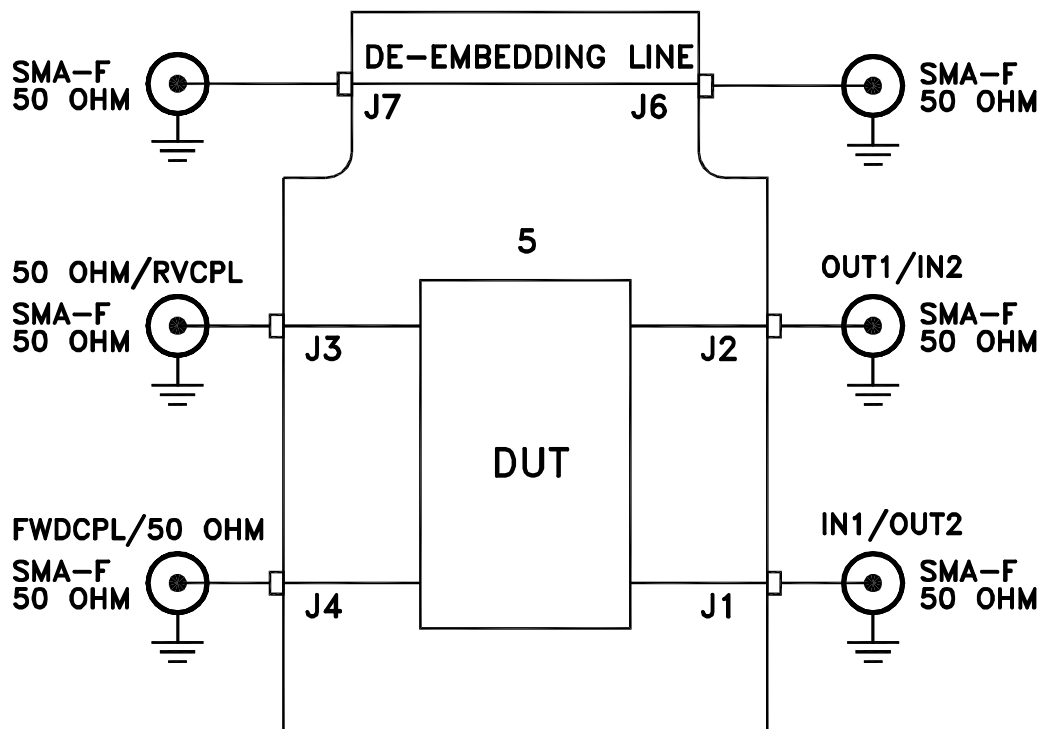 DE-EMBEDDING LINE
SMA-F
50 OHM
J7
J6
SMA-F
50 OHM
5
50 OHM/RVCPL
SMA-F
50 OHM
J3
OUT1/IN2
J2
SMA-F
50 OHM
DUT
FWDCPL/50 OHM
SMA-F
50 OHM
J4
IN1/OUT2
J1
SMA-F
50 OHM